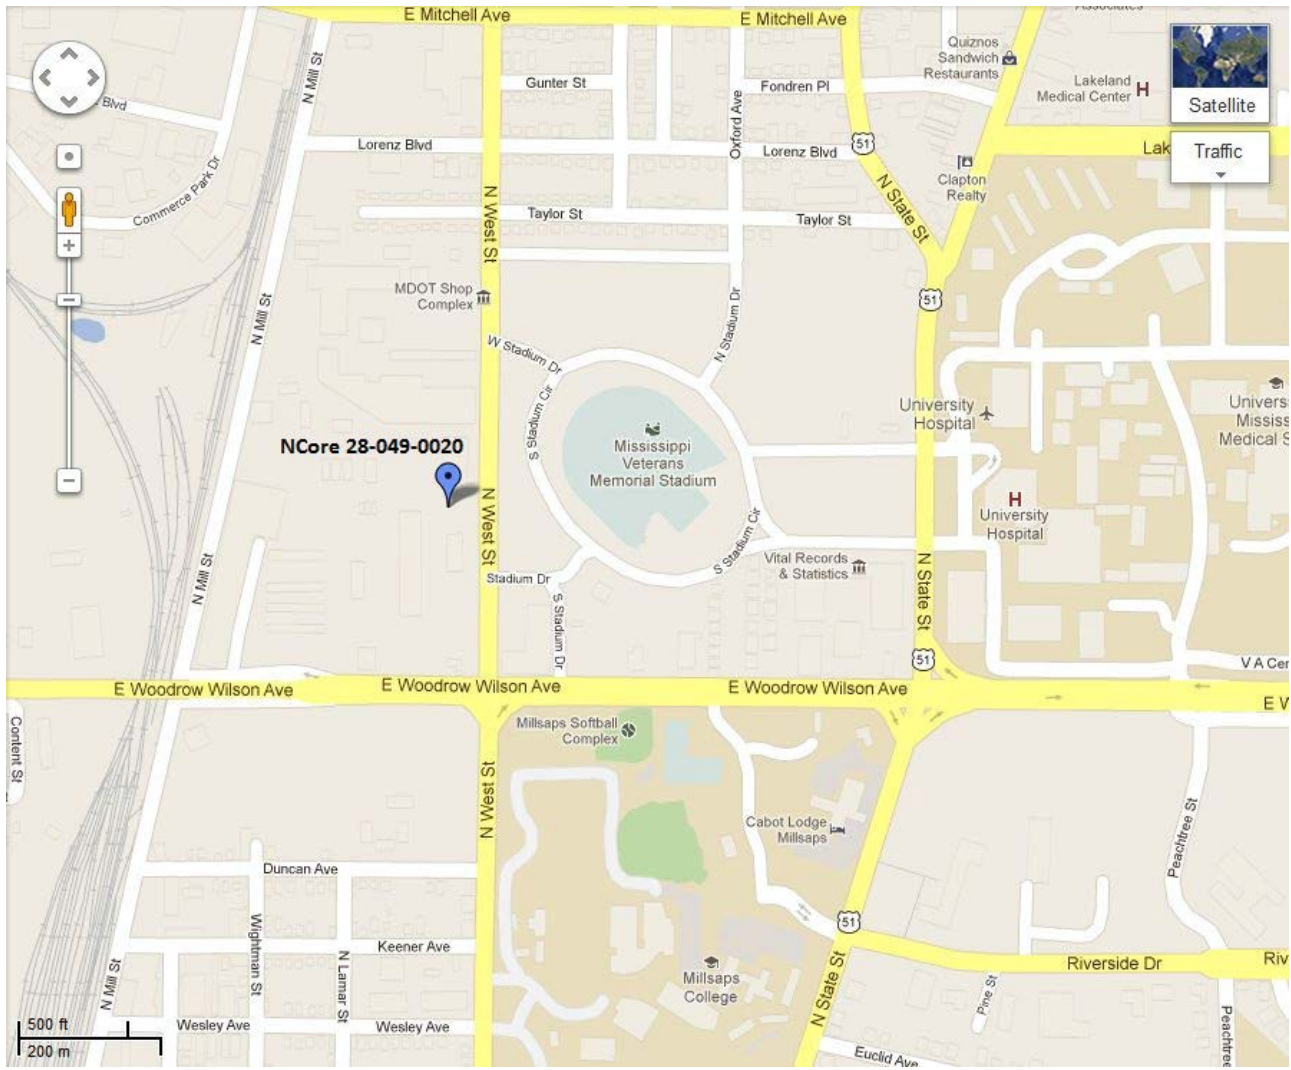 E Mitchell Ave
E Mitchell Ave
Quiznos
Sandwich
Restaurants
Lakeland
Medical Center
H
Satellite
Traffic
N Mill St
Blvd
Gunter St
Fondren Pl
Oxford Ave
Lorenz Blvd
Lorenz Blvd
51
Clapton
Realty
Commerce Park Dr
N West St
Taylor St
Taylor St
N State St
MDOT Shop
Complex
51
N Mill St
N Stadium Dr
W Stadium Dr
S Stadium Cir
University
Hospital
Medical
Mississippi
Veterans
Memorial Stadium
NCore 28-049-0020
H
University
Hospital
N West St
S Stadium Cir
Vital Records
& Statistics
N Mill St
Stadium Dr
S Stadium Dr
N State St
51
V A Cen
E Woodrow Wilson Ave
E Woodrow Wilson Ave
E Woodrow Wilson Ave
E W
Content St
Millsaps Softball
Complex
N West St
Cabot Lodge
Millsaps
Peachtree St
Duncan Ave
51
Wightman St
Keener Ave
N Lamar St
Riverside Dr
Riv
Millsaps
College
N Mill St
N State St
Pine St
Peachtree
Wesley Ave
Wesley Ave
500 ft
200 m
Euclid Ave